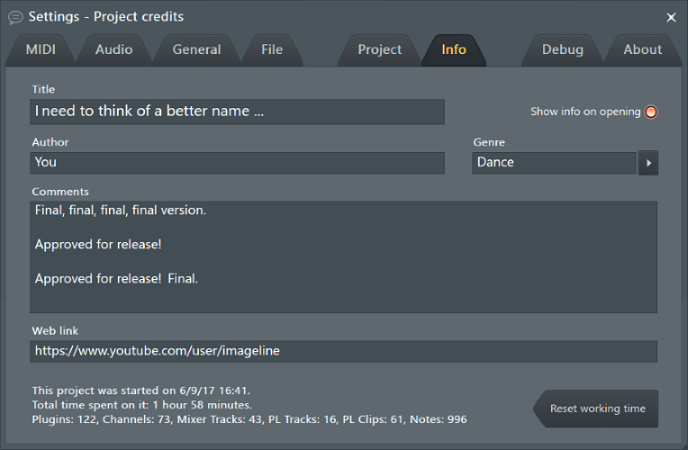 Settings - Project credits
MIDI Audio General File Project Info Debug About
Title
I need to think of a better name ...
Show info on opening
Author
Genre
You
Dance
Comments
Final, final, final, final version.
Approved for release!
Approved for release!  Final.
Web link
https://www.youtube.com/user/imageline
This project was started on 6/9/17 16:41.
Total time spent on it: 1 hour 58 minutes.
Plugins: 122, Channels: 73, Mixer Tracks: 43, PL Tracks: 16, PL Clips: 61, Notes: 996
Reset working time